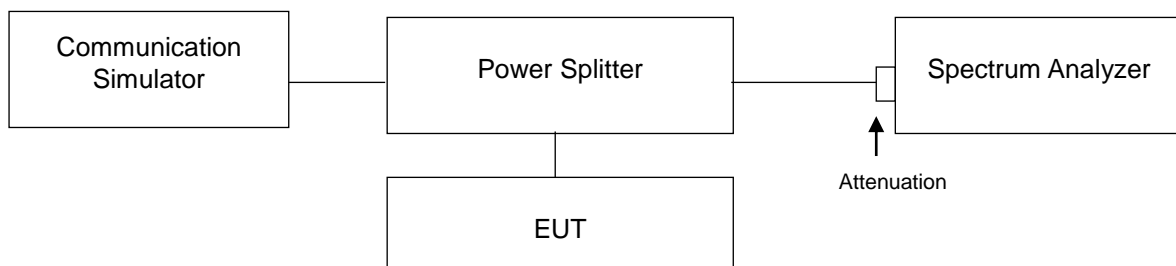 Communication
Simulator
Power Splitter
Spectrum Analyzer
Attenuation
EUT